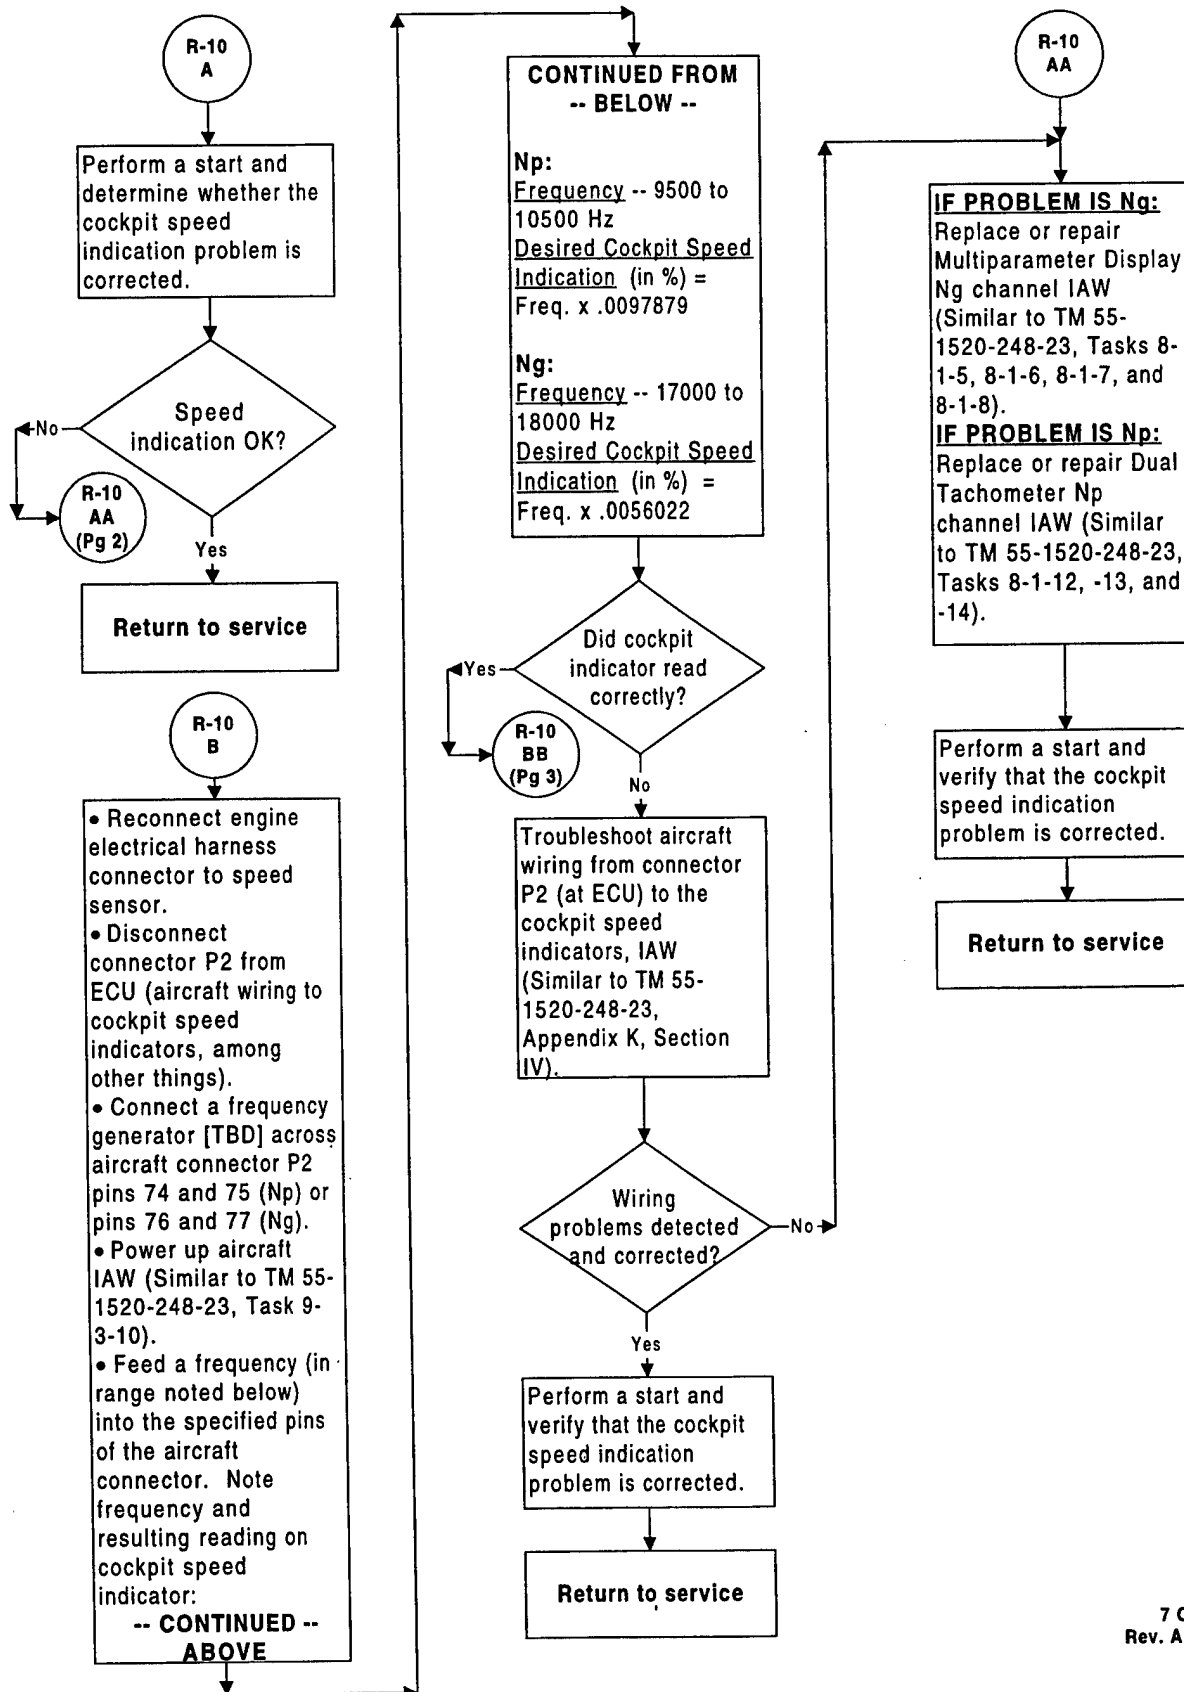 R-10
A
Perform a start and
determine whether the
cockpit speed
indication problem is
corrected.
Speed
indication OK?
No
R-10
AA
(Pg 2)
Yes
Return to service
R-10
B
• Reconnect engine
electrical harness
connector to speed
sensor.
• Disconnect
connector P2 from
ECU (aircraft wiring to
cockpit speed
indicators, among
other things).
• Connect a frequency
generator [TBD] across
aircraft connector P2
pins 74 and 75 (Np) or
pins 76 and 77 (Ng).
• Power up aircraft
IAW (Similar to TM 55-
1520-248-23, Task 9-
3-10).
• Feed a frequency (in
range noted below)
into the specified pins
of the aircraft
connector. Note
frequency and
resulting reading on
cockpit speed
indicator:
-- CONTINUED --
ABOVE
CONTINUED FROM
-- BELOW --
Np:
Frequency -- 9500 to
10500 Hz
Desired Cockpit Speed
Indication (in %) =
Freq. x .0097879
Ng:
Frequency -- 17000 to
18000 Hz
Desired Cockpit Speed
Indication (in %) =
Freq. x .0056022
Did cockpit
indicator read
correctly?
Yes
R-10
BB
(Pg 3)
No
Troubleshoot aircraft
wiring from connector
P2 (at ECU) to the
cockpit speed
indicators, IAW
(Similar to TM 55-
1520-248-23,
Appendix K, Section
IV).
Wiring
problems detected
and corrected?
No
Yes
Perform a start and
verify that the cockpit
speed indication
problem is corrected.
Return to service
R-10
AA
IF PROBLEM IS Ng:
Replace or repair
Multiparameter Display
Ng channel IAW
(Similar to TM 55-
1520-248-23, Tasks 8-
1-5, 8-1-6, 8-1-7, and
8-1-8).
IF PROBLEM IS Np:
Replace or repair Dual
Tachometer Np
channel IAW (Similar
to TM 55-1520-248-23,
Tasks 8-1-12, -13, and
-14).
Perform a start and
verify that the cockpit
speed indication
problem is corrected.
Return to service
7
Rev. A